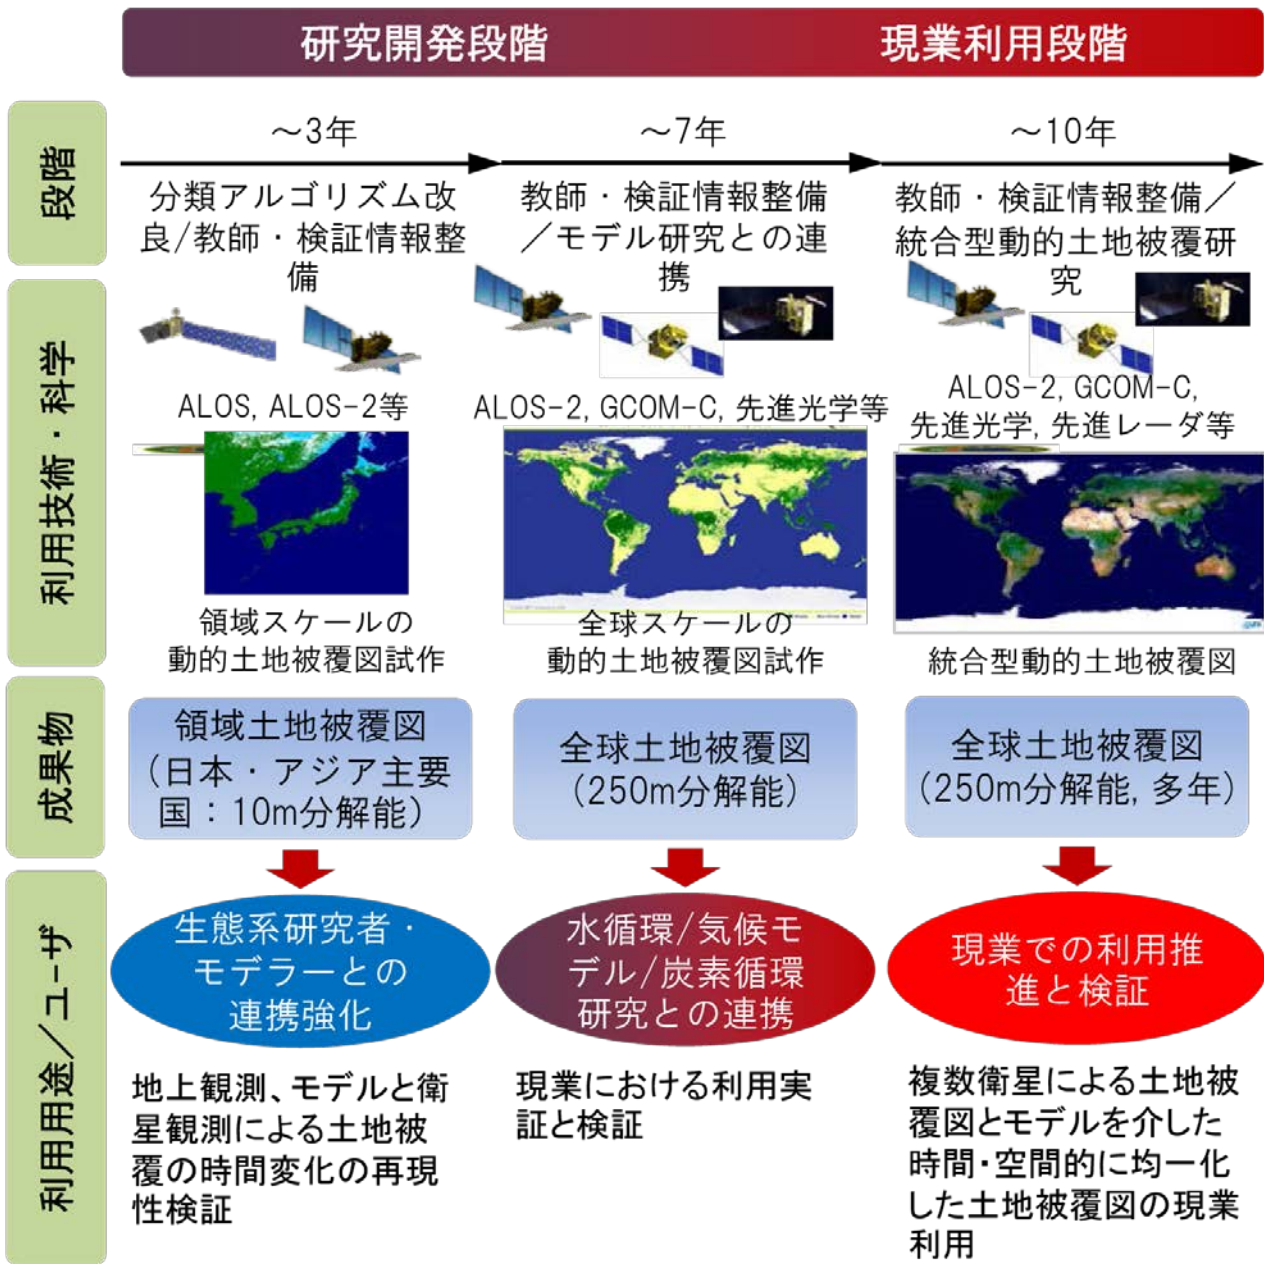 研究開発段階
現業利用段階
段階
～3年
～7年
～10年
分類アルゴリズム改
良/教師・検証情報整
備
教師・検証情報整備
／モデル研究との連
携
教師・検証情報整備／
統合型動的土地被覆研
究
利用技術・科学
ALOS, ALOS-2等
ALOS-2, GCOM-C, 先進光学等
ALOS-2, GCOM-C,
先進光学, 先進レーダ等
領域スケールの
動的土地被覆図試作
全球スケールの
動的土地被覆図試作
統合型動的土地被覆図
成果物
領域土地被覆図
（日本・アジア主要
国：10m分解能）
全球土地被覆図
（250m分解能）
全球土地被覆図
（250m分解能, 多年）
利用用途／ユーザ
生態系研究者・
モデラーとの
連携強化
水循環/気候モ
デル/炭素循環
研究との連携
現業での利用推
進と検証
地上観測、モデルと衛
星観測による土地被
覆の時間変化の再現
性検証
現業における利用実
証と検証
複数衛星による土地被
覆図とモデルを介した
時間・空間的に均一化
した土地被覆図の現業
利用